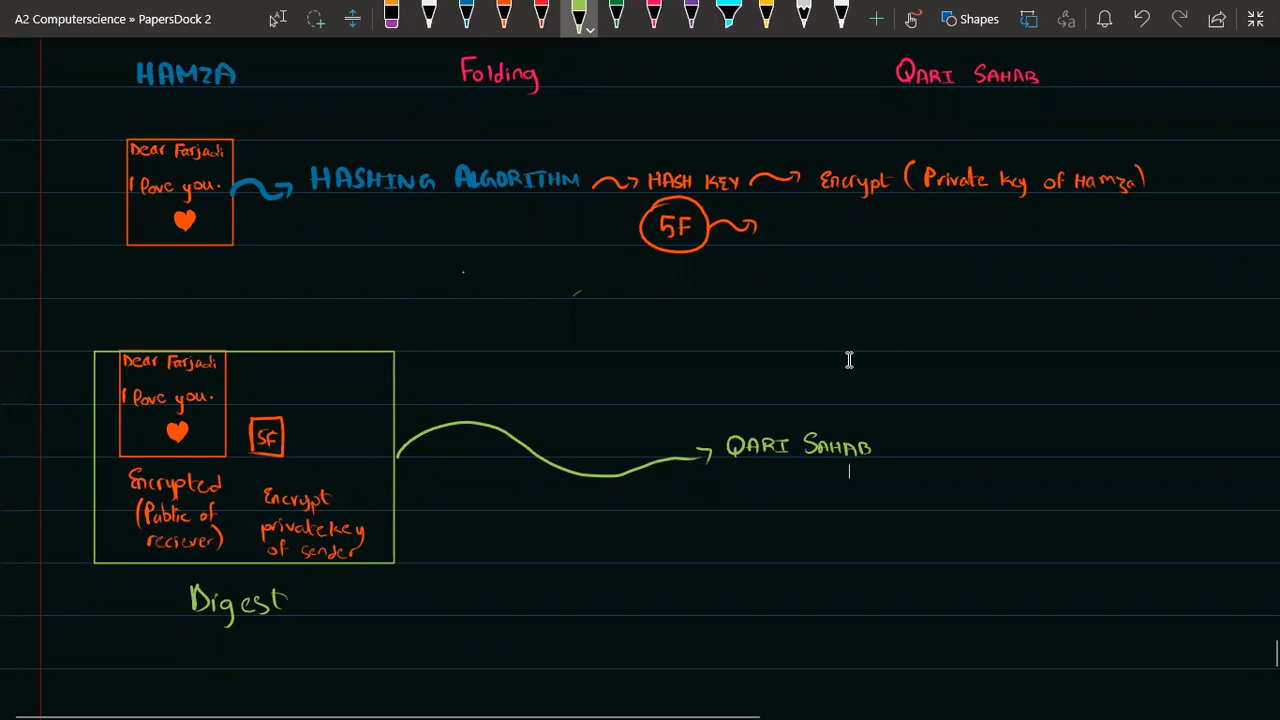 A2 Computerscience » PapersDock 2
Shapes
HAMZA
Folding
QARI SAHAB
Dear Farjadi
I love you.
HASHING ALGORITHM
HASH KEY
Encrypt (Private key of Hamza)
5F
Dear Farjadi
I love you.
5F
Encrypted
(Public of
reciever)
Encrypt
private key
of sender
QARI SAHAB
Digest